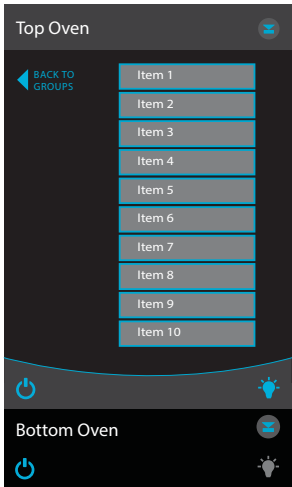 Top Oven
BACK TO
GROUPS
Item 1
Item 2
Item 3
Item 4
Item 5
Item 6
Item 7
Item 8
Item 9
Item 10
Bottom Oven